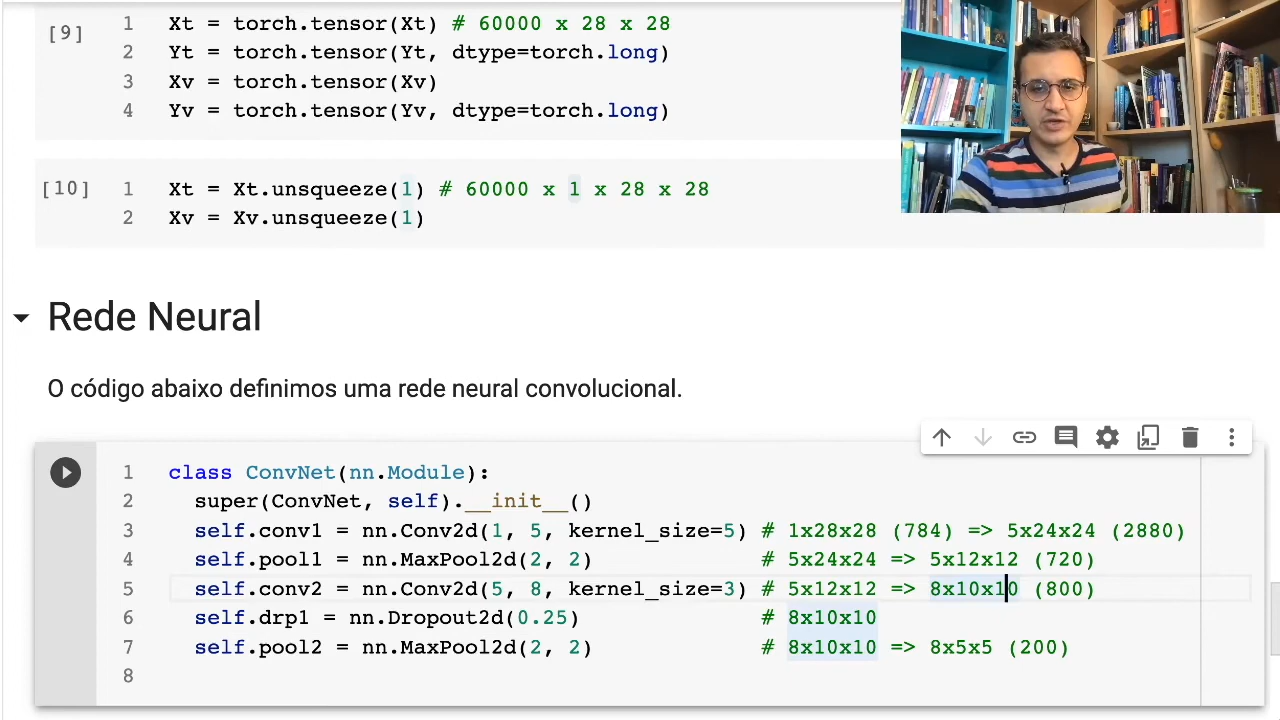 [9]
1 Xt = torch.tensor(Xt) # 60000 x 28 x 28
2 Yt = torch.tensor(Yt, dtype=torch.long)
3 Xv = torch.tensor(Xv)
4 Yv = torch.tensor(Yv, dtype=torch.long)
[10]
1 Xt = Xt.unsqueeze(1) # 60000 x 1 x 28 x 28
2 Xv = Xv.unsqueeze(1)
Rede Neural
O código abaixo definimos uma rede neural convolucional.
1 class ConvNet(nn.Module):
2 super(ConvNet, self).__init__()
3 self.conv1 = nn.Conv2d(1, 5, kernel_size=5) # 1x28x28 (784) => 5x24x24 (2880)
4 self.pool1 = nn.MaxPool2d(2, 2) # 5x24x24 => 5x12x12 (720)
5 self.conv2 = nn.Conv2d(5, 8, kernel_size=3) # 5x12x12 => 8x10x10 (800)
6 self.drp1 = nn.Dropout2d(0.25) # 8x10x10
7 self.pool2 = nn.MaxPool2d(2, 2) # 8x10x10 => 8x5x5 (200)
8